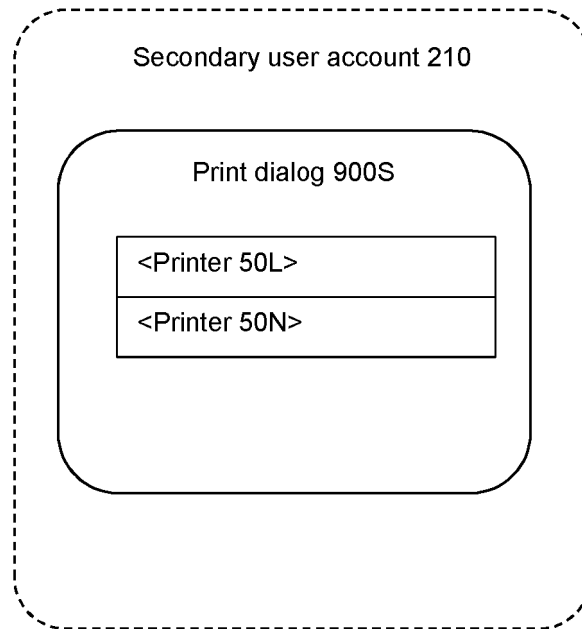 Secondary user account 210
Print dialog 900S
<Printer 50L>
<Printer 50N>